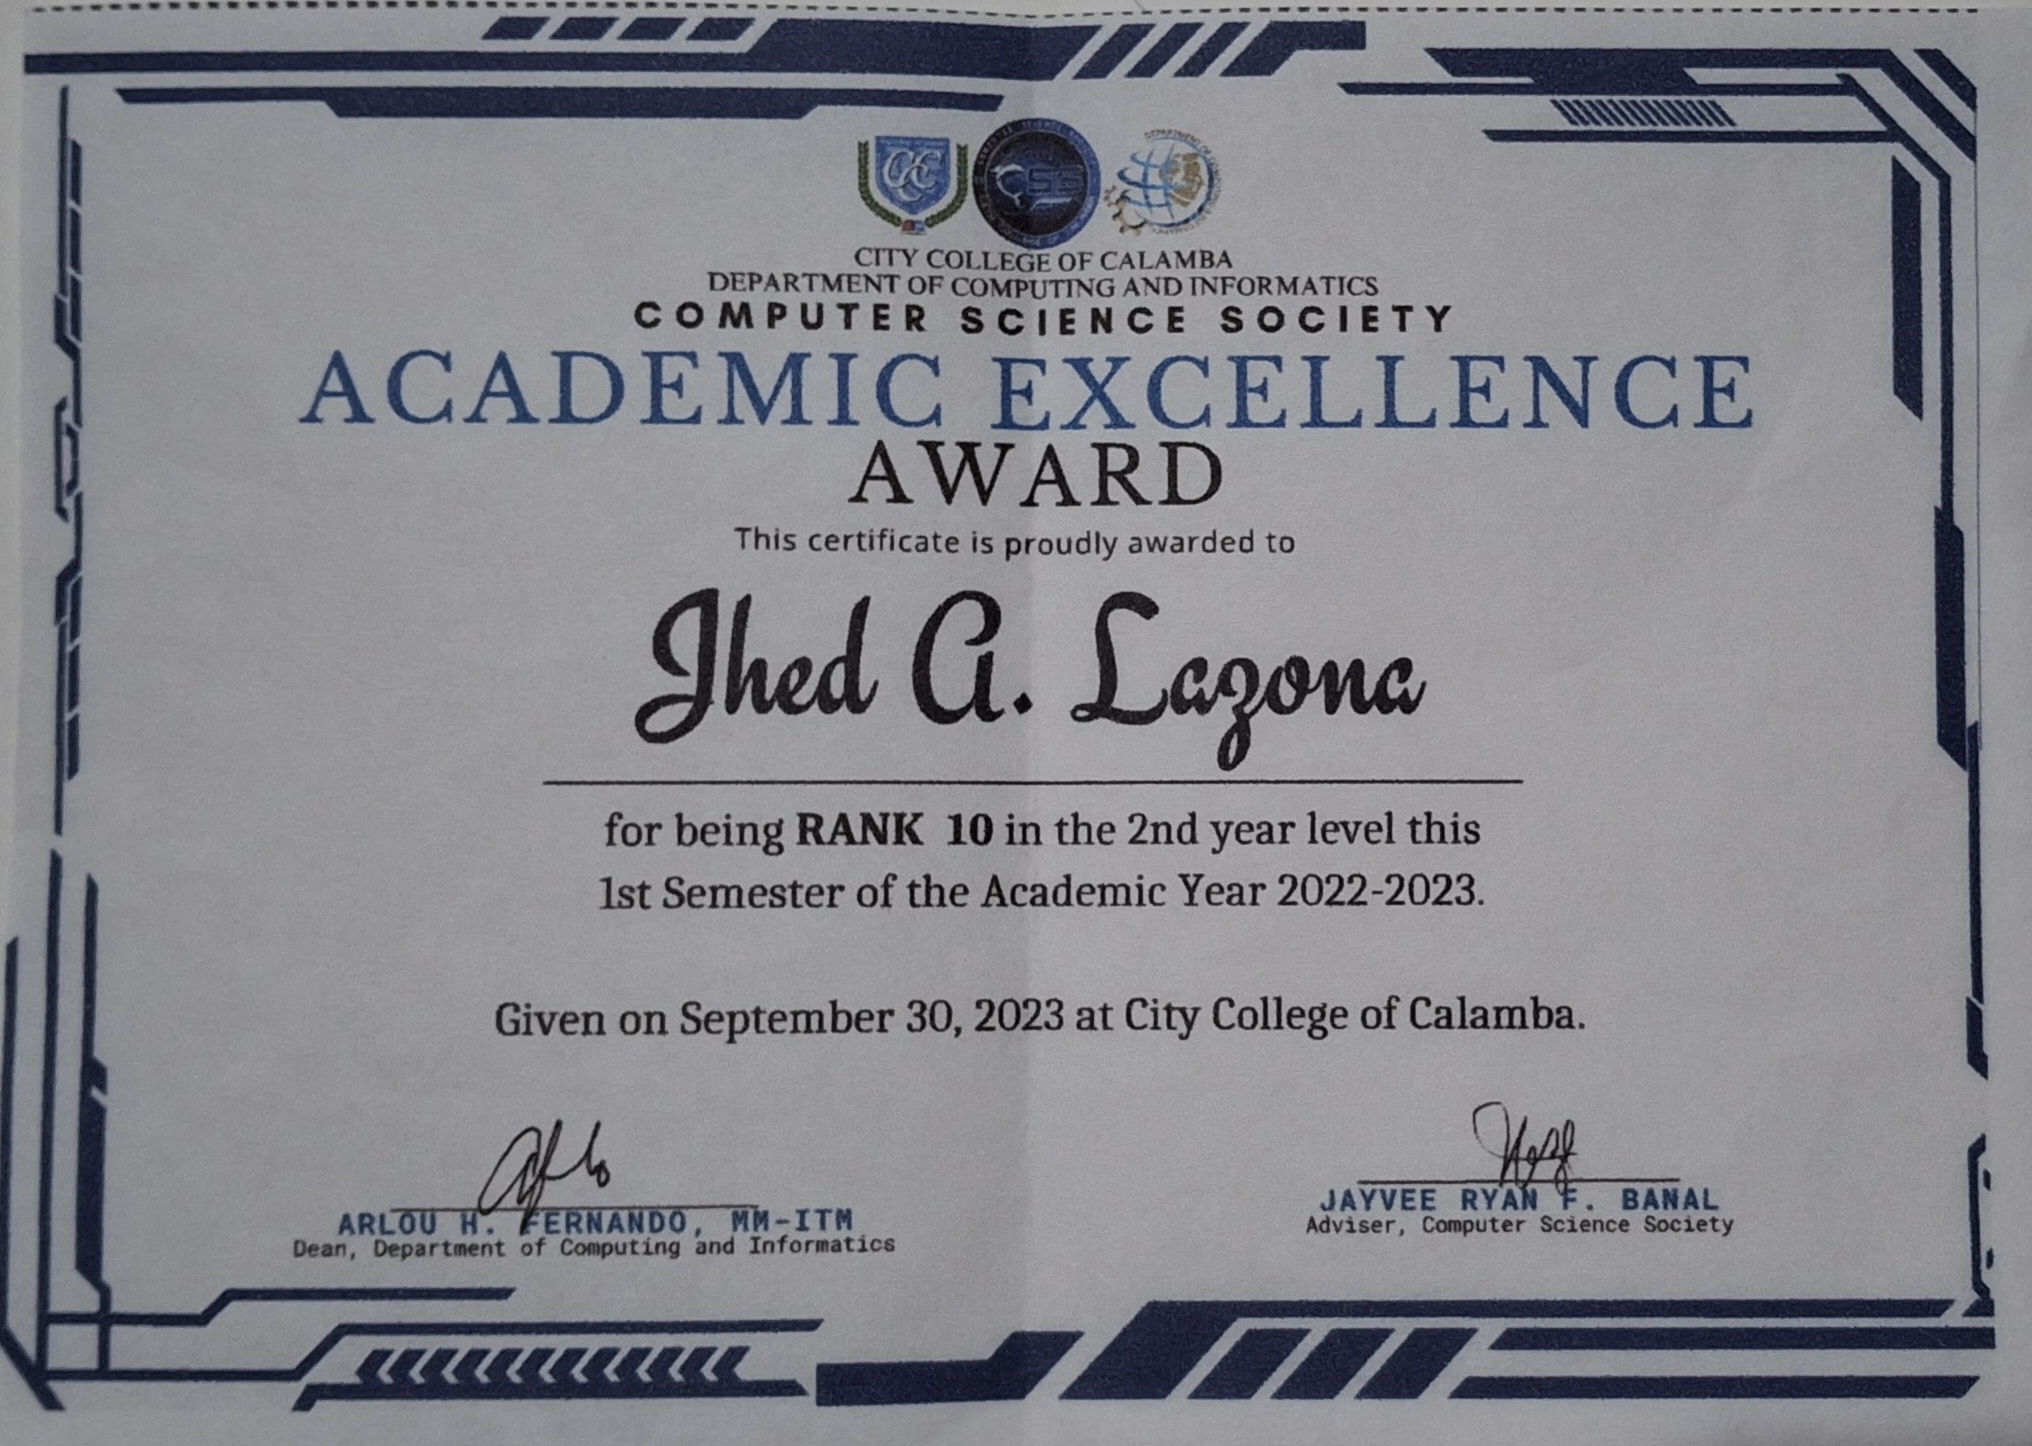 CCC
CSS
CITY COLLEGE OF CALAMBA
DEPARTMENT OF COMPUTING AND INFORMATICS
COMPUTER SCIENCE SOCIETY
ACADEMIC EXCELLENCE
AWARD
This certificate is proudly awarded to
Jhed A. Lazona
for being RANK 10 in the 2nd year level this
1st Semester of the Academic Year 2022-2023.
Given on September 30, 2023 at City College of Calamba.
ARLOU H. FERNANDO, MM-ITM
Dean, Department of Computing and Informatics
JAYVEE RYAN F. BANAL
Adviser, Computer Science Society